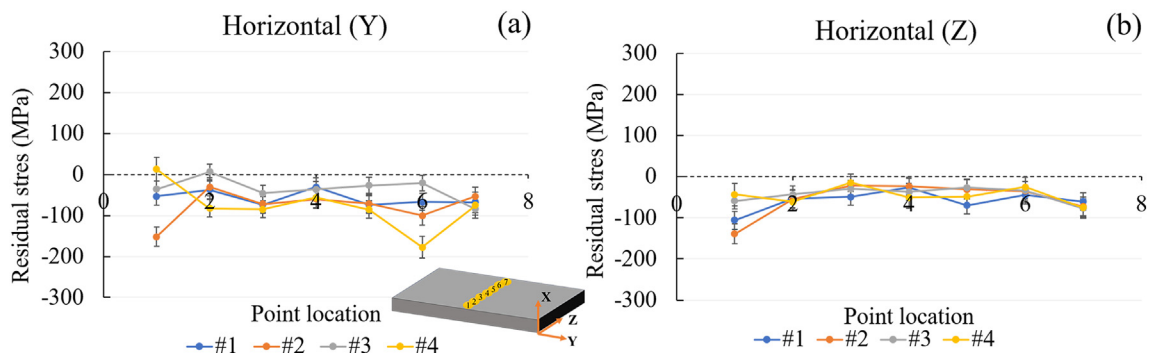 Horizontal (Y)
(a)
Residual stres (MPa)
300
200
100
0
-100
-200
-300
0
2
4
6
8
1 2 3 4 5 6 7
X
Z
Y
Point location
#1
#2
#3
#4
Horizontal (Z)
(b)
Residual stres (MPa)
300
200
100
0
-100
-200
-300
0
2
4
6
8
Point location
#1
#2
#3
#4